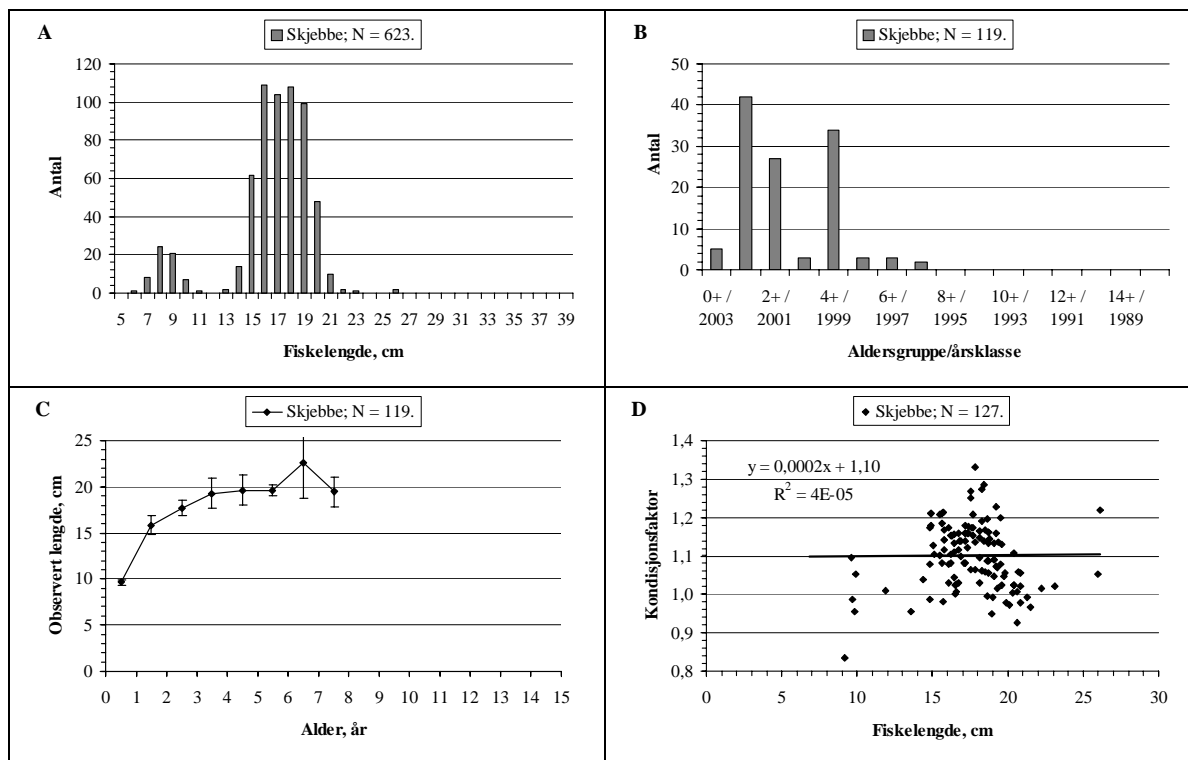 A
Skjebbe; N = 623.
Antal
120
100
80
60
40
20
0
5 7 9 11 13 15 17 19 21 23 25 27 29 31 33 35 37 39
Fiskelengde, cm
B
Skjebbe; N = 119.
Antal
50
40
30
20
10
0
0+ / 2+ / 4+ / 6+ / 8+ / 10+ / 12+ / 14+ /
2003 2001 1999 1997 1995 1993 1991 1989
Aldersgruppe/årsklasse
C
Skjebbe; N = 119.
Observert lengde, cm
25
20
15
10
5
0
0 1 2 3 4 5 6 7 8 9 10 11 12 13 14 15
Alder, år
D
Skjebbe; N = 127.
Kondisjonsfaktor
1,4
1,3
1,2
1,1
1,0
0,9
0,8
y = 0,0002x + 1,10
R² = 4E-05
0 5 10 15 20 25 30
Fiskelengde, cm